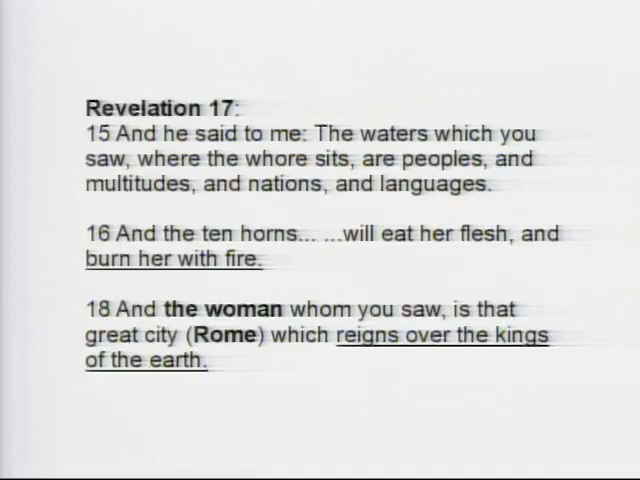 Revelation 17:
15 And he said to me: The waters which you
saw, where the whore sits, are peoples, and
multitudes, and nations, and languages.
16 And the ten horns... ...will eat her flesh, and
burn her with fire.
18 And the woman whom you saw, is that
great city (Rome) which reigns over the kings
of the earth.